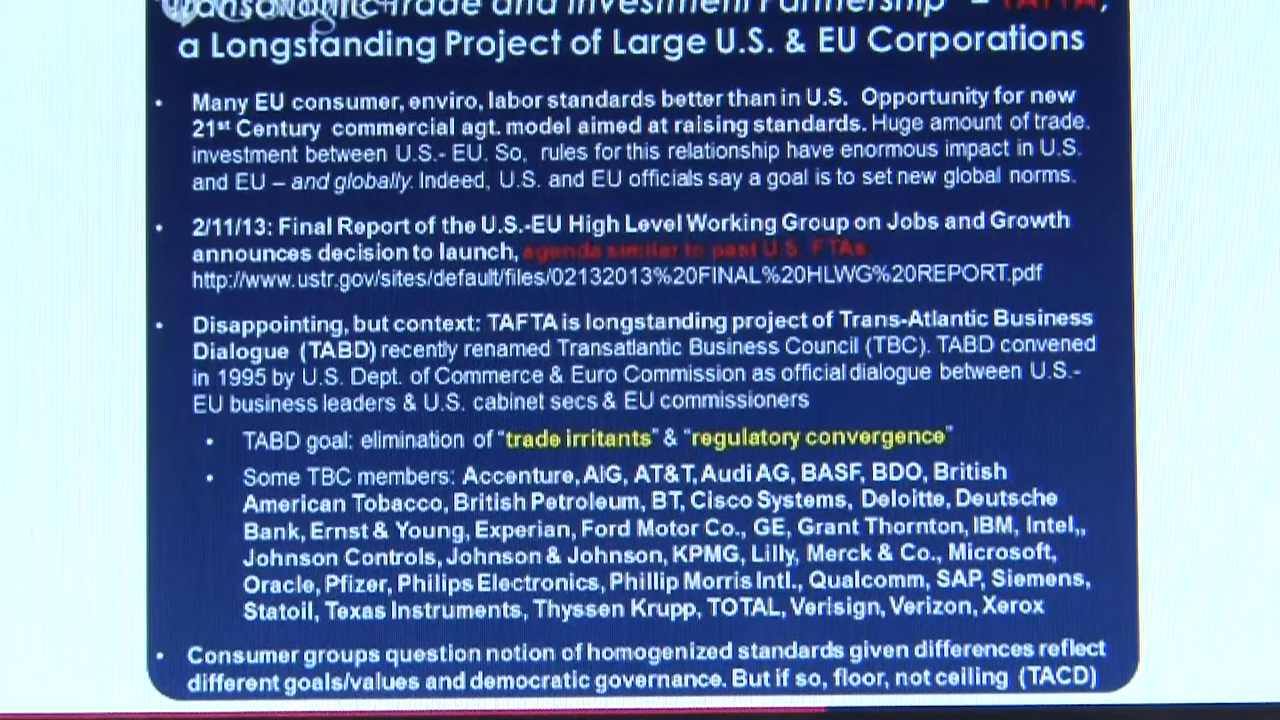 Trade and Investment Partnership" – TAFTA,
a Longstanding Project of Large U.S. & EU Corporations
• Many EU consumer, enviro, labor standards better than in U.S. Opportunity for new
21st Century commercial agt. model aimed at raising standards. Huge amount of trade.
investment between U.S.- EU. So, rules for this relationship have enormous impact in U.S.
and EU – and globally. Indeed, U.S. and EU officials say a goal is to set new global norms.
• 2/11/13: Final Report of the U.S.-EU High Level Working Group on Jobs and Growth
announces decision to launch, agenda similar to past U.S. FTAs
http://www.ustr.gov/sites/default/files/02132013%20FINAL%20HLWG%20REPORT.pdf
• Disappointing, but context: TAFTA is longstanding project of Trans-Atlantic Business
Dialogue (TABD) recently renamed Transatlantic Business Council (TBC). TABD convened
in 1995 by U.S. Dept. of Commerce & Euro Commission as official dialogue between U.S.-
EU business leaders & U.S. cabinet secs & EU commissioners
• TABD goal: elimination of "trade irritants" & "regulatory convergence"
• Some TBC members: Accenture, AIG, AT&T, Audi AG, BASF, BDO, British
American Tobacco, British Petroleum, BT, Cisco Systems, Deloitte, Deutsche
Bank, Ernst & Young, Experian, Ford Motor Co., GE, Grant Thornton, IBM, Intel,,
Johnson Controls, Johnson & Johnson, KPMG, Lilly, Merck & Co., Microsoft,
Oracle, Pfizer, Philips Electronics, Phillip Morris Intl., Qualcomm, SAP, Siemens,
Statoil, Texas Instruments, Thyssen Krupp, TOTAL, Verisign, Verizon, Xerox
• Consumer groups question notion of homogenized standards given differences reflect
different goals/values and democratic governance. But if so, floor, not ceiling (TACD)